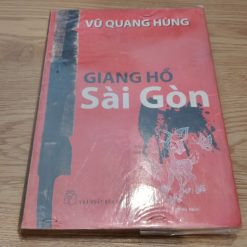 VŨ QUANG HÙNG
GIANG HỒ
Sài Gòn